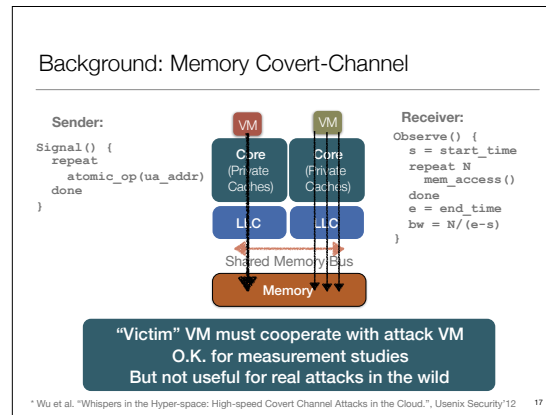 Background: Memory Covert-Channel
Sender:
Signal() {
repeat
atomic_op(ua_addr)
done
}
VM
VM
Core
(Private
Caches)
Core
(Private
Caches)
LLC
LLC
Shared Memory Bus
Memory
Receiver:
Observe() {
s = start_time
repeat N
mem_access()
done
e = end_time
bw = N/(e-s)
}
“Victim” VM must cooperate with attack VM
O.K. for measurement studies
But not useful for real attacks in the wild
* Wu et al. “Whispers in the Hyper-space: High-speed Covert Channel Attacks in the Cloud.”, Usenix Security’12
17